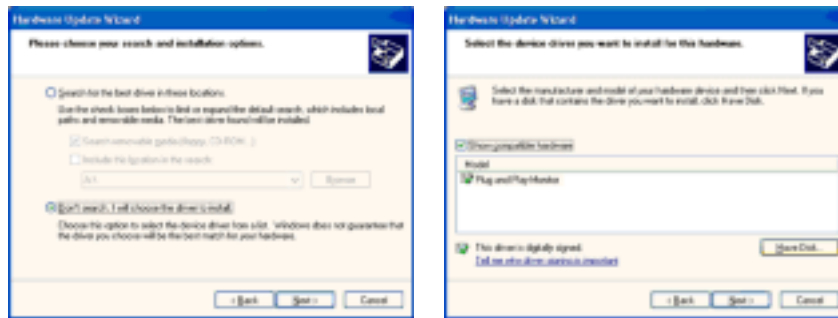 Hardware Update Wizard
Please choose your search and installation options.
Search for the best driver in these locations.
Use the check boxes below to limit or expand the default search, which includes local
paths and removable media. The best driver found will be installed.
Search removable media (floppy, CD-ROM...)
Include this location in the search:
A:\
Browse
Don't search. I will choose the driver to install.
Choose this option to select the device driver from a list. Windows does not guarantee that
the driver you choose will be the best match for your hardware.
< Back
Next >
Cancel
Hardware Update Wizard
Select the device driver you want to install for this hardware.
Select the manufacturer and model of your hardware device and then click Next. If you
have a disk that contains the driver you want to install, click Have Disk.
Show compatible hardware
Model
Plug and Play Monitor
This driver is digitally signed.
Tell me why driver signing is important
Have Disk...
< Back
Next >
Cancel